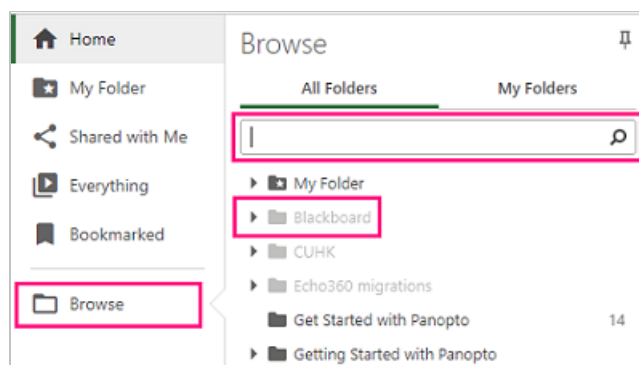 Home
My Folder
Shared with Me
Everything
Bookmarked
Browse
Browse
All Folders
My Folders
My Folder
Blackboard
CUHK
Echo360 migrations
Get Started with Panopto 14
Getting Started with Panopto